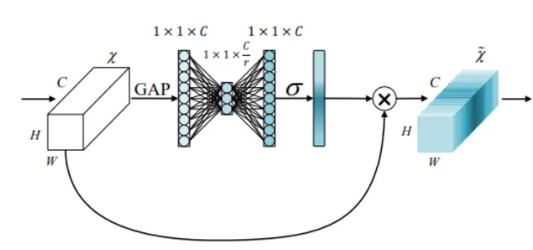 1 × 1 × C
1 × 1 × C
χ
1 × 1 × C/r
χ̃
C
C
GAP
σ
×
H
H
W
W